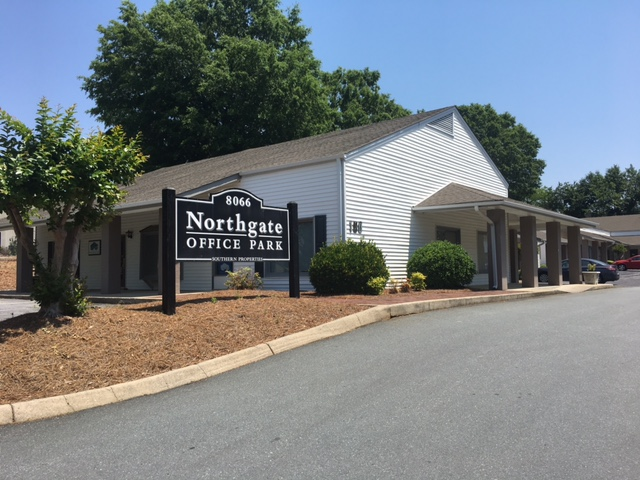 8066
Northgate
OFFICE PARK
SOUTHERN PROPERTIES